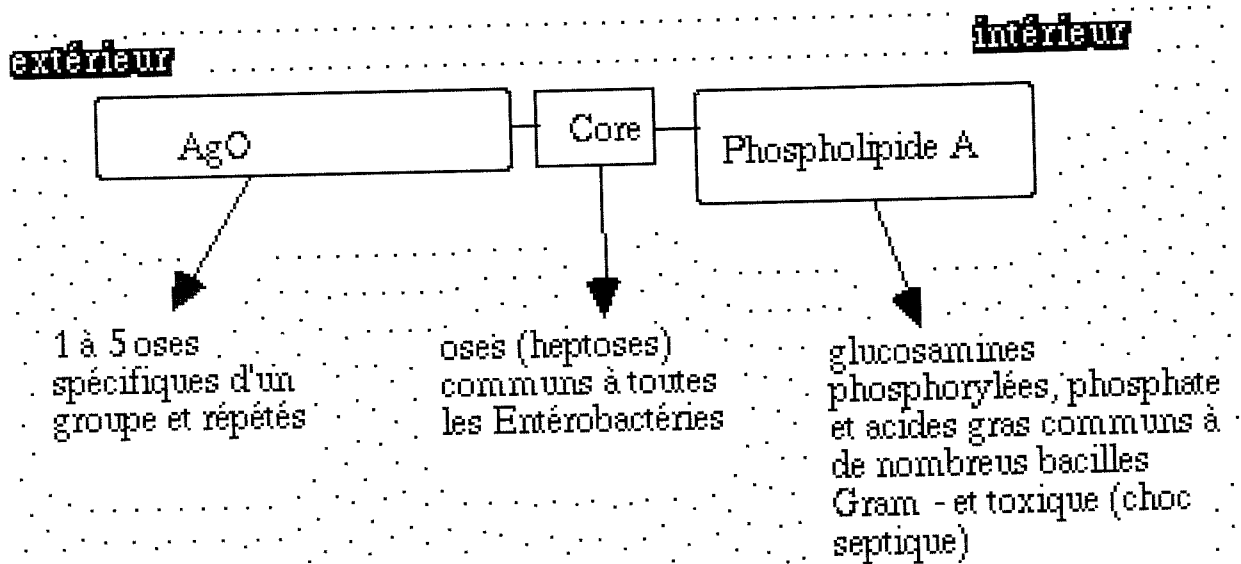 extérieur
intérieur
AgO
Core
Phospholipide A
1 à 5 oses
spécifiques d'un
groupe et répétés
oses (heptoses)
communs à toutes
les Entérobactéries
glucosamines
phosphorylées, phosphate
et acides gras communs à
de nombreus bacilles
Gram - et toxique (choc
septique)